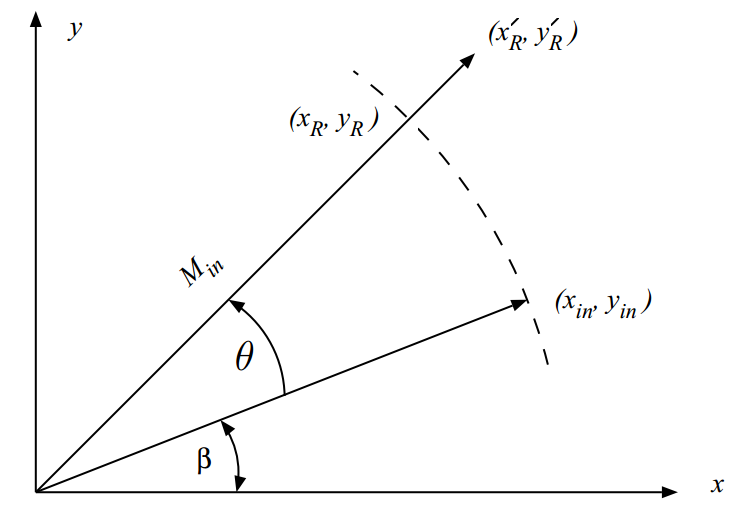 y
(x′R, y′R)
(xR, yR)
Min
(xin, yin)
θ
β
x